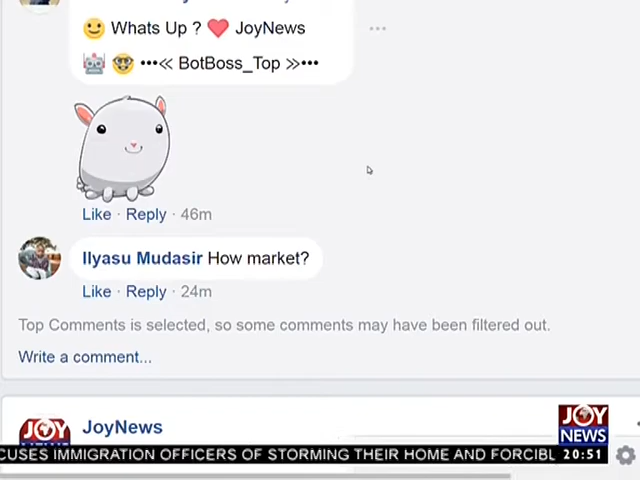 Whats Up ? JoyNews
•••≪ BotBoss_Top ≫•••
Like · Reply · 46m
Ilyasu Mudasir How market?
Like · Reply · 24m
Top Comments is selected, so some comments may have been filtered out.
Write a comment...
JoyNews
JOY
JOY
NEWS
CUSES IMMIGRATION OFFICERS OF STORMING THEIR HOME AND FORCIBL
20:51